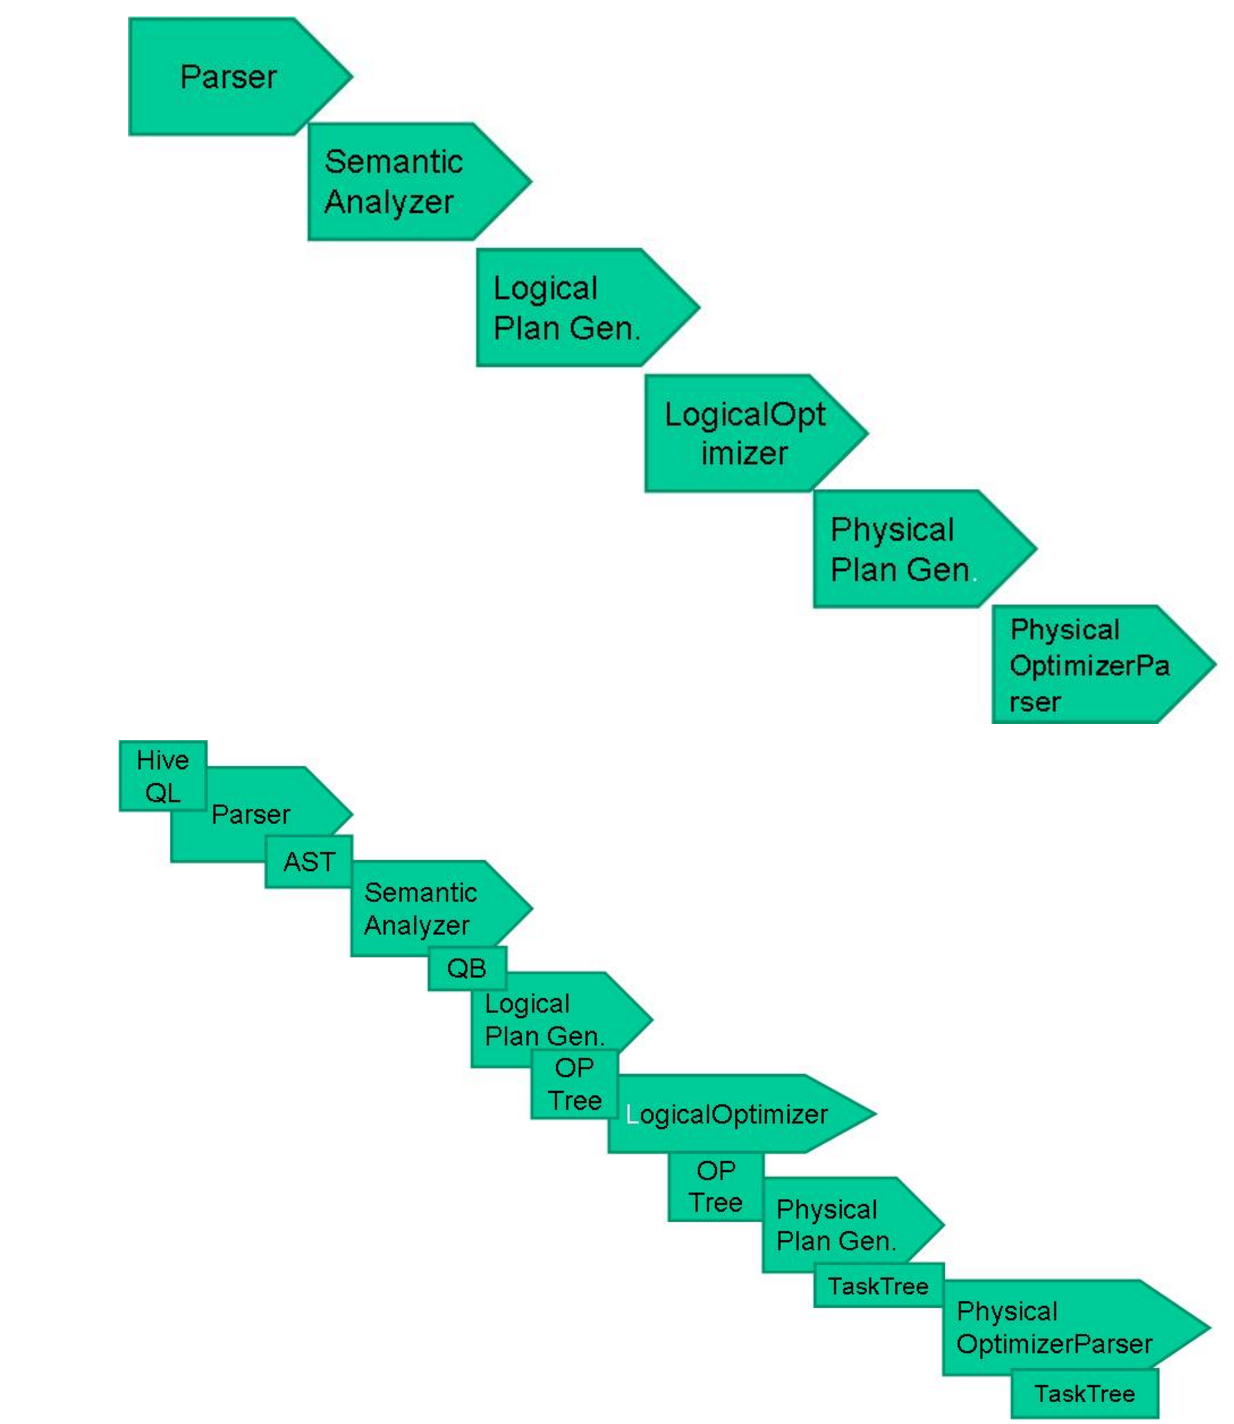 Parser
Semantic
Analyzer
Logical
Plan Gen.
LogicalOpt
imizer
Physical
Plan Gen.
Physical
OptimizerPa
rser
Hive
QL
Parser
AST
Semantic
Analyzer
QB
Logical
Plan Gen.
OP
Tree
LogicalOptimizer
OP
Tree
Physical
Plan Gen.
TaskTree
Physical
OptimizerParser
TaskTree